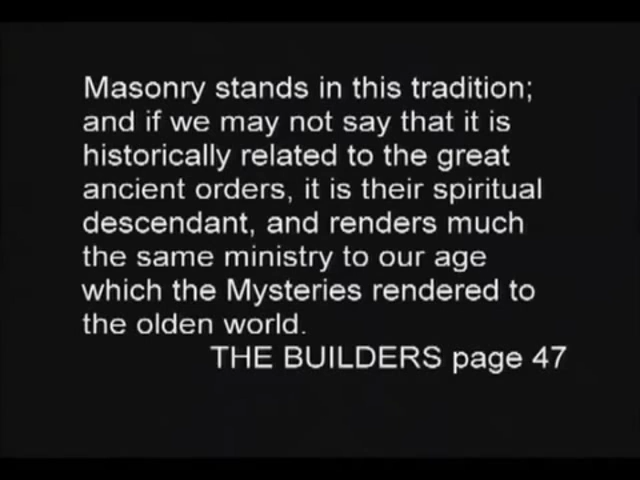 Masonry stands in this tradition;
and if we may not say that it is
historically related to the great
ancient orders, it is their spiritual
descendant, and renders much
the same ministry to our age
which the Mysteries rendered to
the olden world.
THE BUILDERS page 47